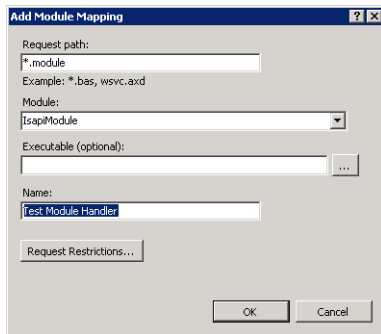 Add Module Mapping
Request path:
*.module
Example: *.bas, wsvc.axd
Module:
IsapiModule
Executable (optional):
...
Name:
Test Module Handler
Request Restrictions...
OK Cancel